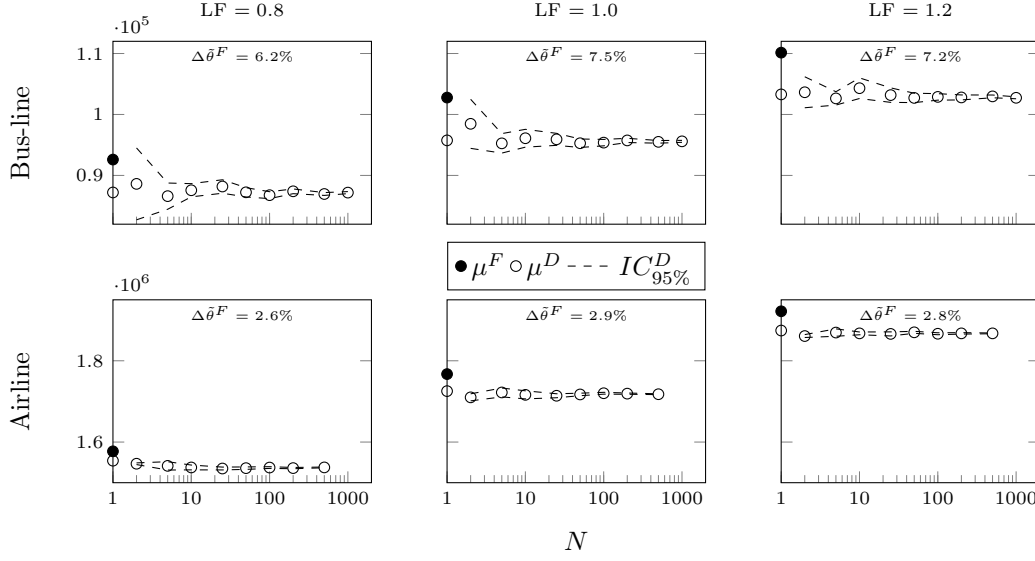 LF = 0.8
LF = 1.0
LF = 1.2
·10^5
Bus-line
1.1
1
0.9
Δθ̃^F = 6.2%
Δθ̃^F = 7.5%
Δθ̃^F = 7.2%
μ^F μ^D IC^D_95%
·10^6
Airline
1.8
1.6
Δθ̃^F = 2.6%
Δθ̃^F = 2.9%
Δθ̃^F = 2.8%
1 10 100 1000
1 10 100 1000
1 10 100 1000
N